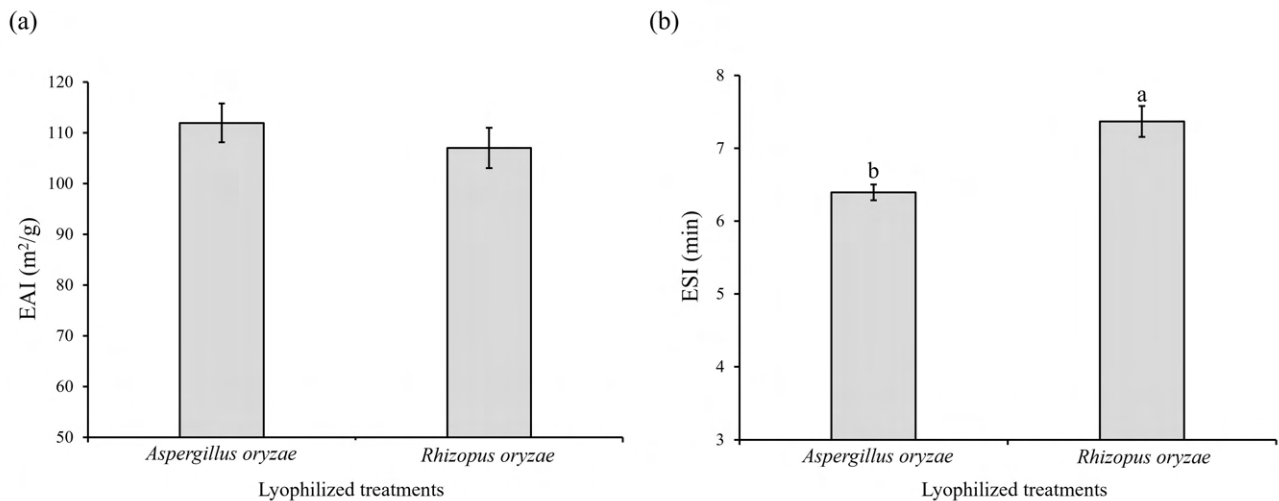 (a)
120
110
100
90
80
70
60
50
EAI (m²/g)
Aspergillus oryzae
Rhizopus oryzae
Lyophilized treatments
(b)
8
7
6
5
4
3
ESI (min)
b
a
Aspergillus oryzae
Rhizopus oryzae
Lyophilized treatments